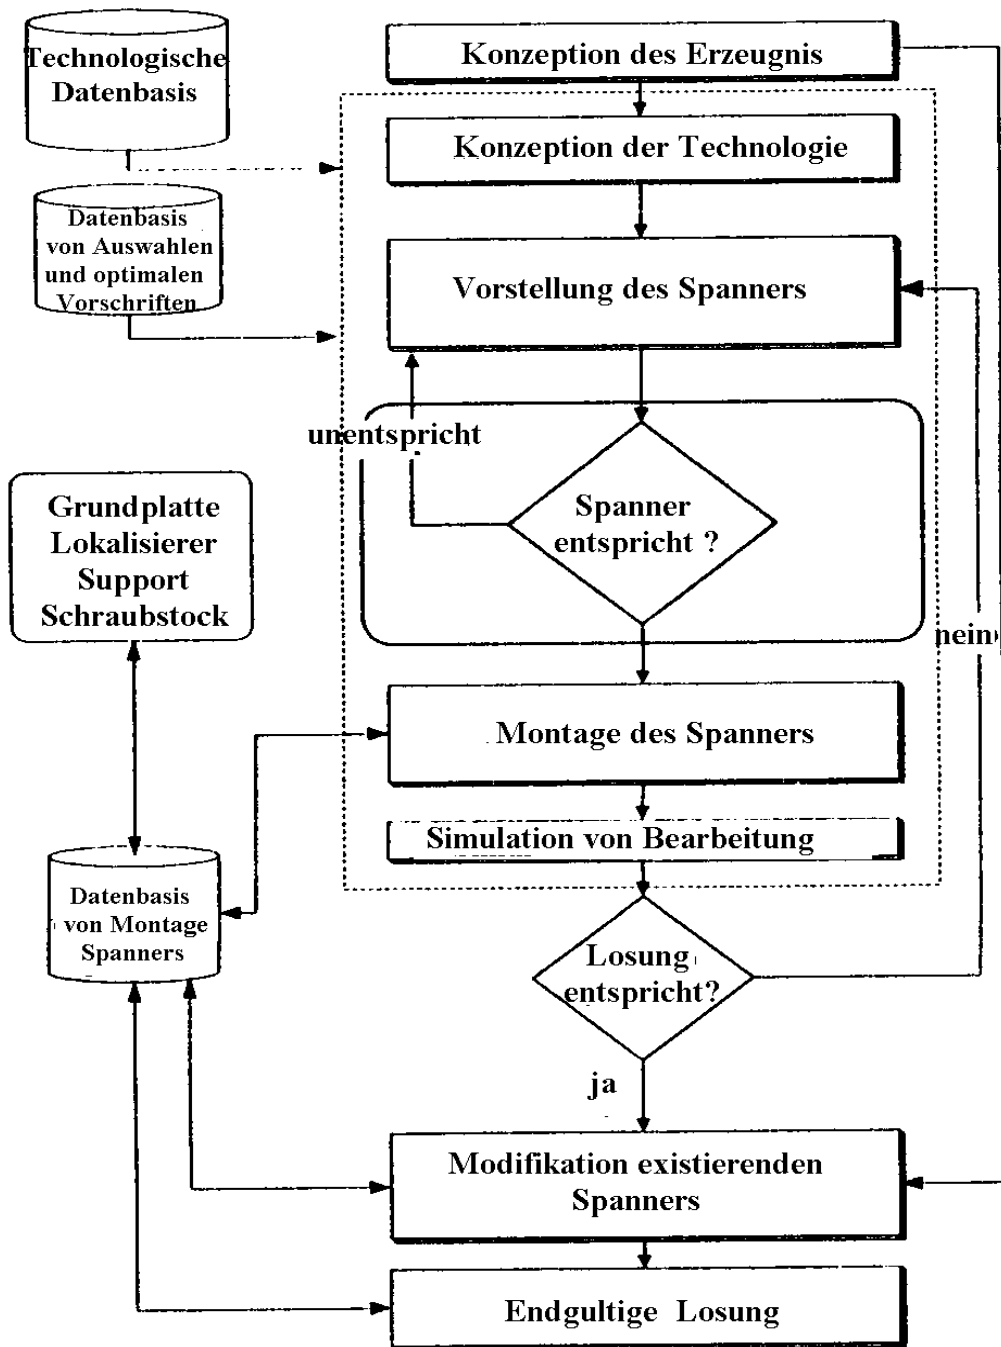 Technologische
Datenbasis
Konzeption des Erzeugnis
Konzeption der Technologie
Datenbasis
von Auswahlen
und optimalen
Vorschriften
Vorstellung des Spanners
unentspricht
Spanner
entspricht ?
Grundplatte
Lokalisierer
Support
Schraubstock
nein
Montage des Spanners
Simulation von Bearbeitung
Datenbasis
von Montage
Spanners
Losung
entspricht?
ja
Modifikation existierenden
Spanners
Endgultige Losung